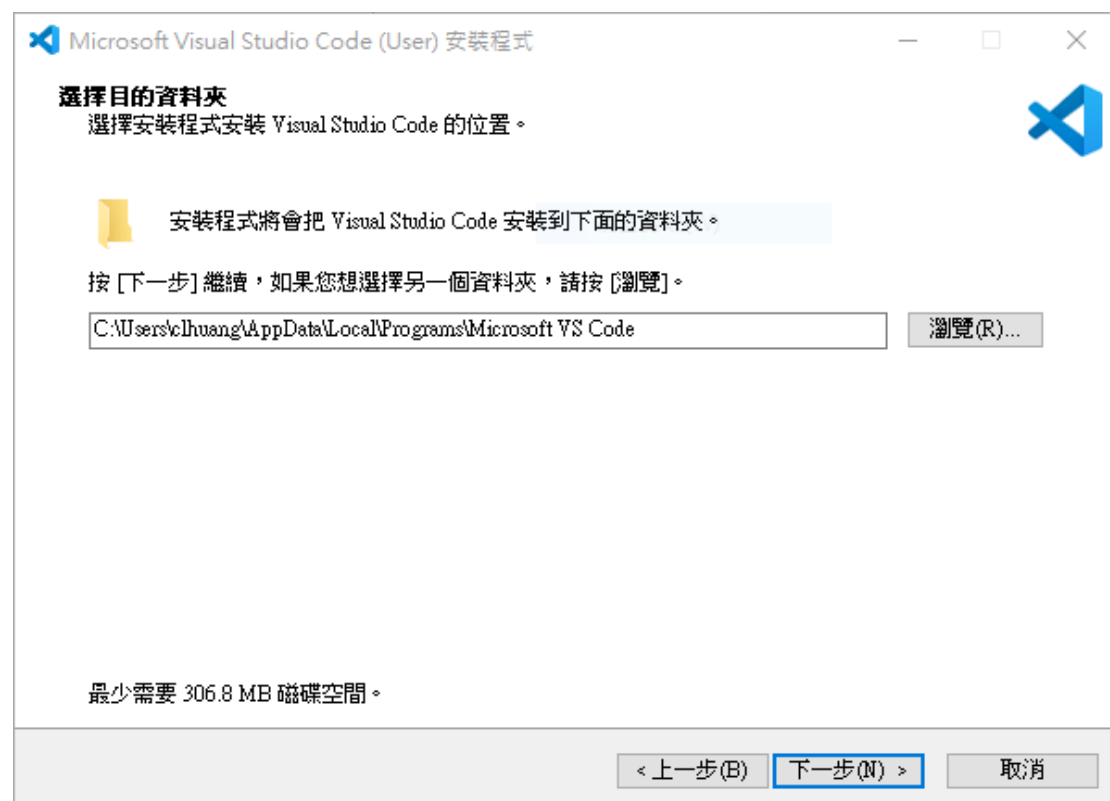 Microsoft Visual Studio Code (User) 安裝程式
選擇目的資料夾
選擇安裝程式安裝 Visual Studio Code 的位置。
安裝程式將會把 Visual Studio Code 安裝到下面的資料夾。
按 [下一步] 繼續，如果您想選擇另一個資料夾，請按 [瀏覽]。
C:\Users\clhuang\AppData\Local\Programs\Microsoft VS Code
瀏覽(R)...
最少需要 306.8 MB 磁碟空間。
< 上一步(B) 下一步(N) > 取消